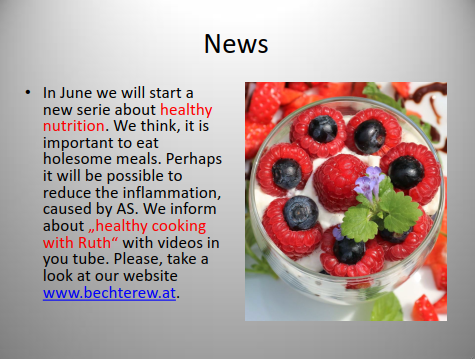 News
• In June we will start a
new serie about healthy
nutrition. We think, it is
important to eat
holesome meals. Perhaps
it will be possible to
reduce the inflammation,
caused by AS. We inform
about „healthy cooking
with Ruth“ with videos in
you tube. Please, take a
look at our website
www.bechterew.at.